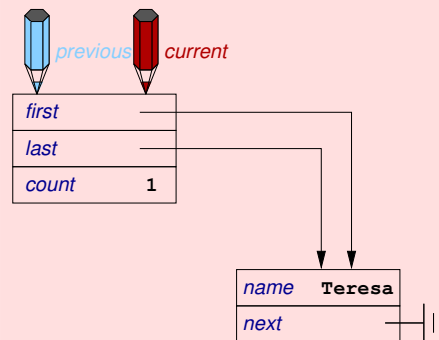 previous current
first
last
count 1
name Teresa
next